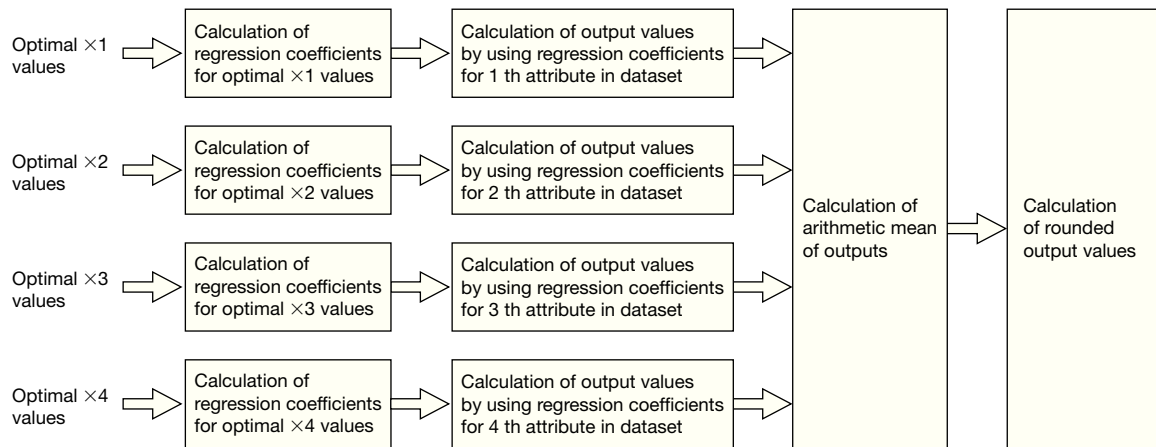 Optimal ×1
values
Calculation of
regression coefficients
for optimal ×1 values
Calculation of output values
by using regression coefficients
for 1 th attribute in dataset
Optimal ×2
values
Calculation of
regression coefficients
for optimal ×2 values
Calculation of output values
by using regression coefficients
for 2 th attribute in dataset
Optimal ×3
values
Calculation of
regression coefficients
for optimal ×3 values
Calculation of output values
by using regression coefficients
for 3 th attribute in dataset
Optimal ×4
values
Calculation of
regression coefficients
for optimal ×4 values
Calculation of output values
by using regression coefficients
for 4 th attribute in dataset
Calculation of
arithmetic mean
of outputs
Calculation
of rounded
output values